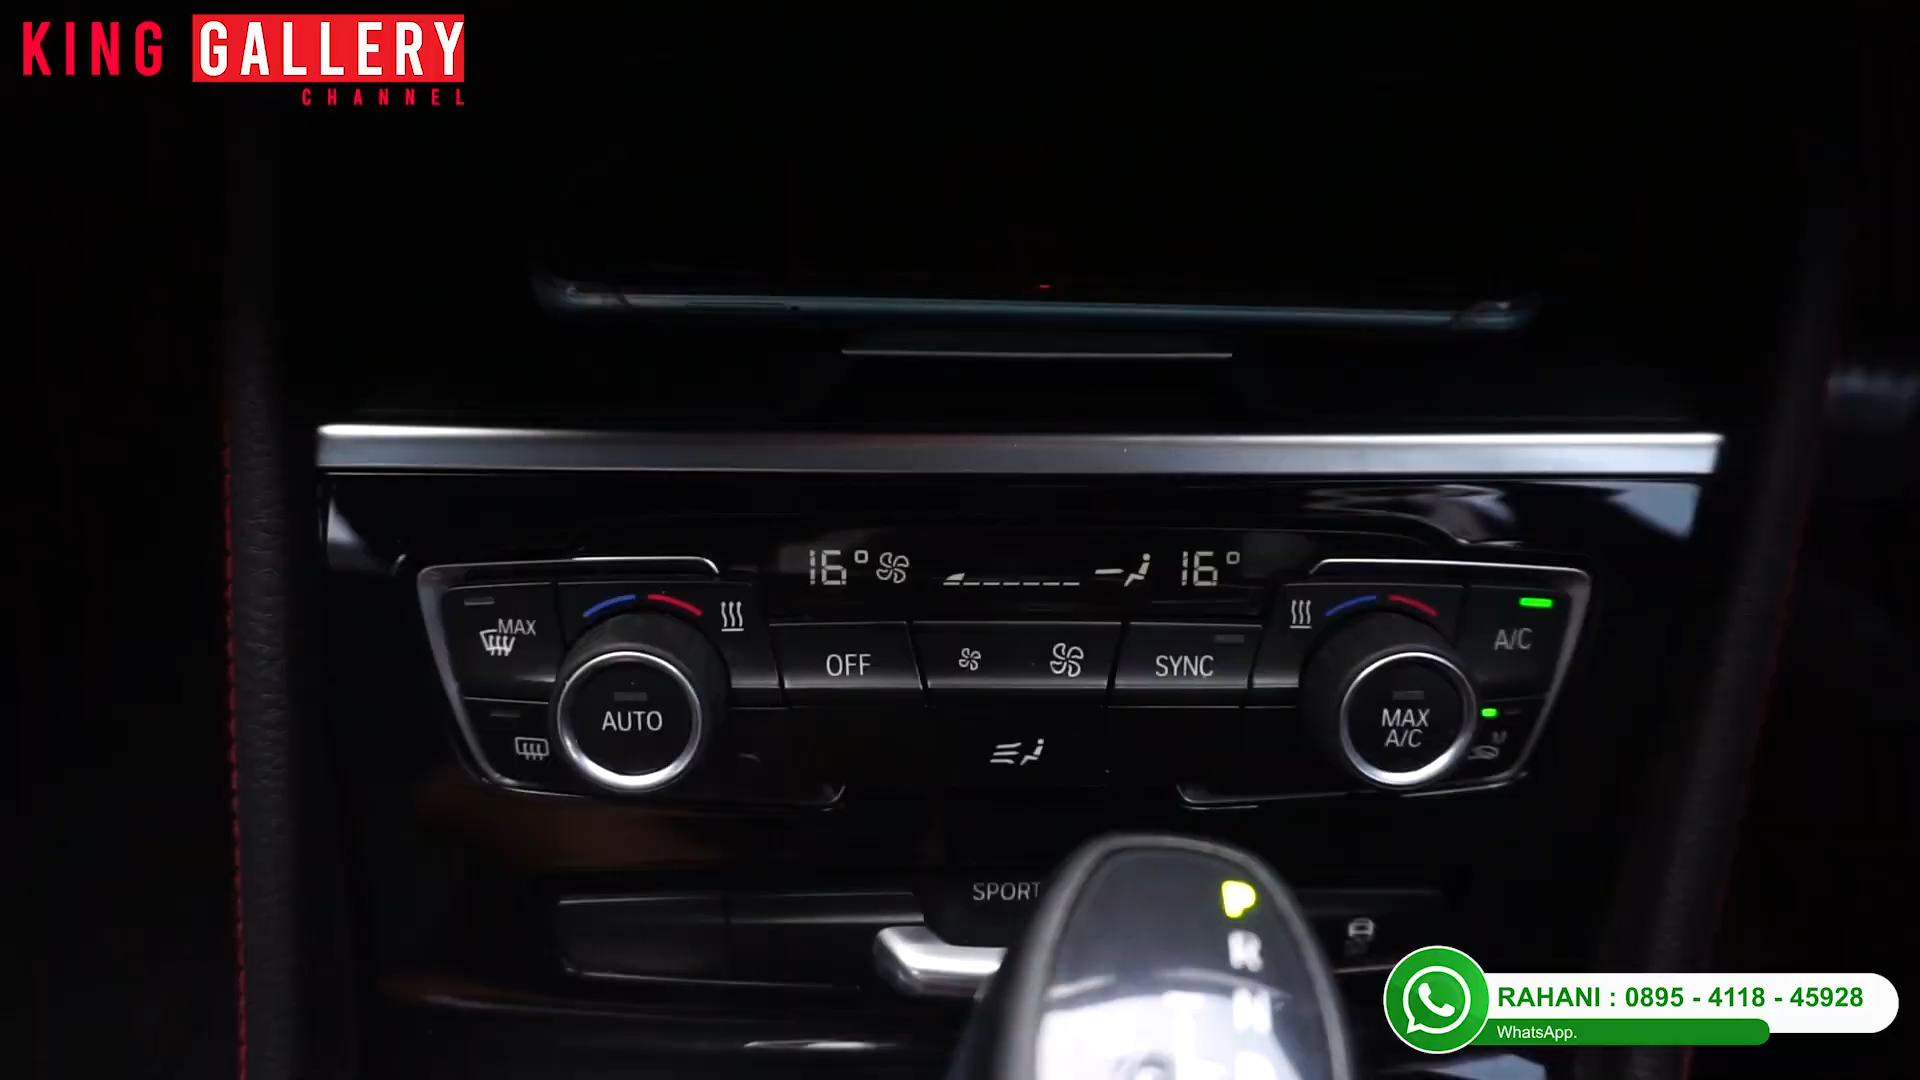 KING GALLERY
CHANNEL
16° 16°
MAX
A/C
OFF
SYNC
AUTO
MAX
A/C
M
SPORT
P
R
N
RAHANI : 0895 - 4118 - 45928
WhatsApp.